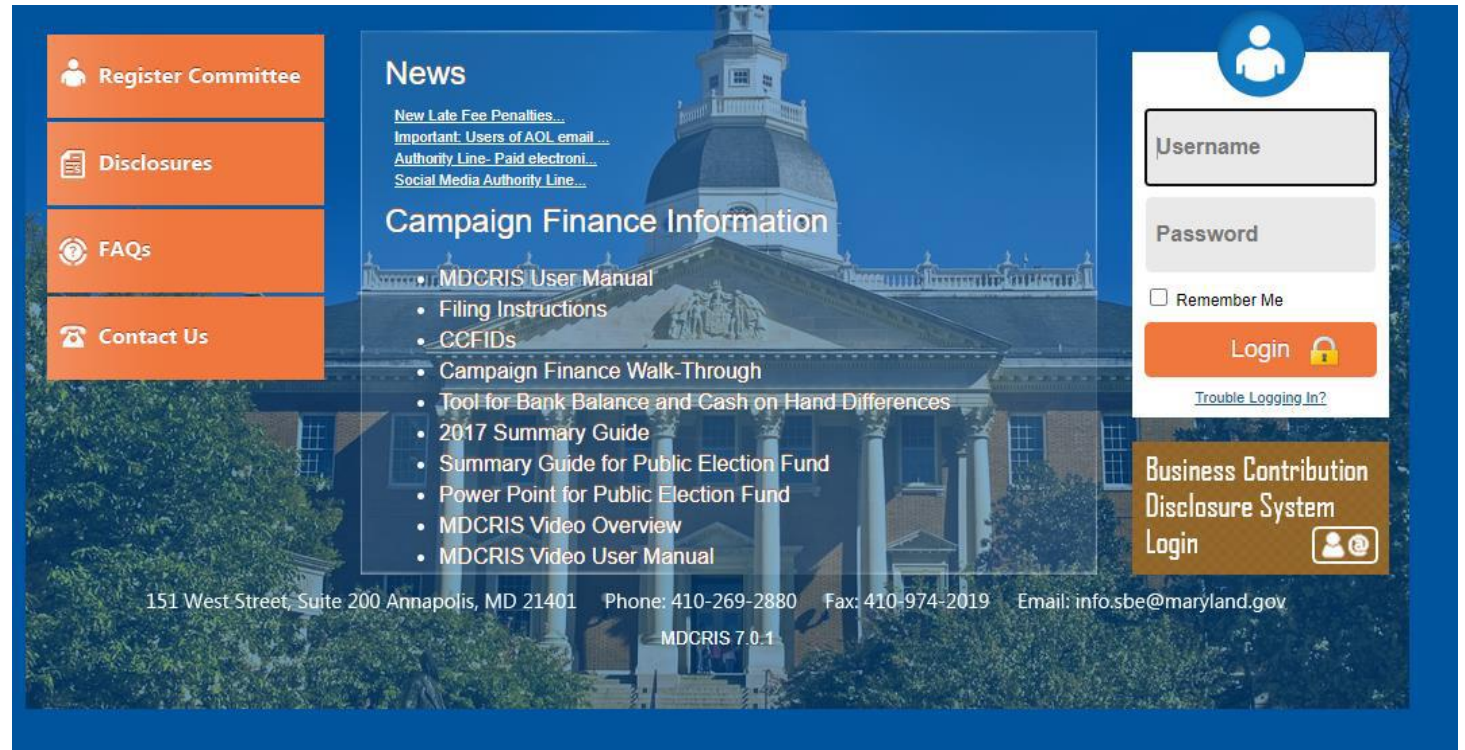 Register Committee
Disclosures
FAQs
Contact Us
News
New Late Fee Penalties...
Important: Users of AOL email ...
Authority Line- Paid electroni...
Social Media Authority Line...
Campaign Finance Information
• MDCRIS User Manual
• Filing Instructions
• CCFIDs
• Campaign Finance Walk-Through
• Tool for Bank Balance and Cash on Hand Differences
• 2017 Summary Guide
• Summary Guide for Public Election Fund
• Power Point for Public Election Fund
• MDCRIS Video Overview
• MDCRIS Video User Manual
Username
Password
Remember Me
Login
Trouble Logging In?
Business Contribution
Disclosure System
Login
151 West Street, Suite 200 Annapolis, MD 21401 Phone: 410-269-2880 Fax: 410-974-2019 Email: info.sbe@maryland.gov
MDCRIS 7.0.1